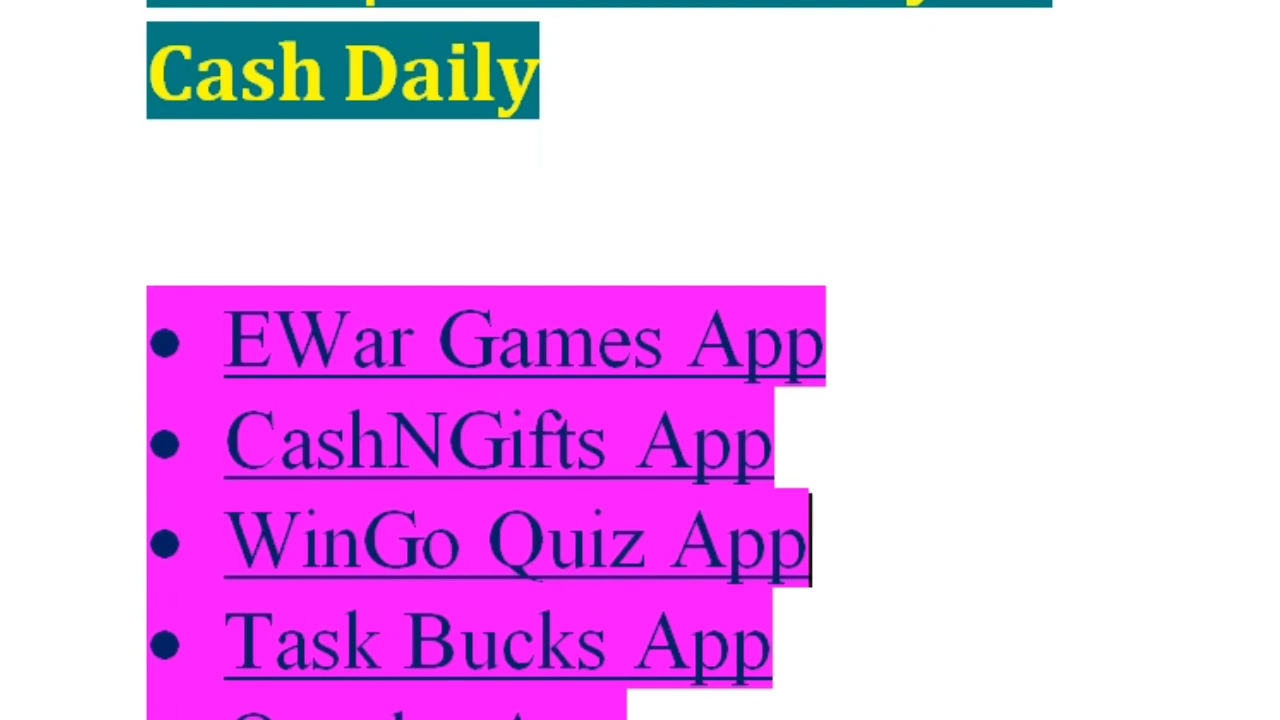 Cash Daily
• EWar Games App
• CashNGifts App
• WinGo Quiz App
• Task Bucks App